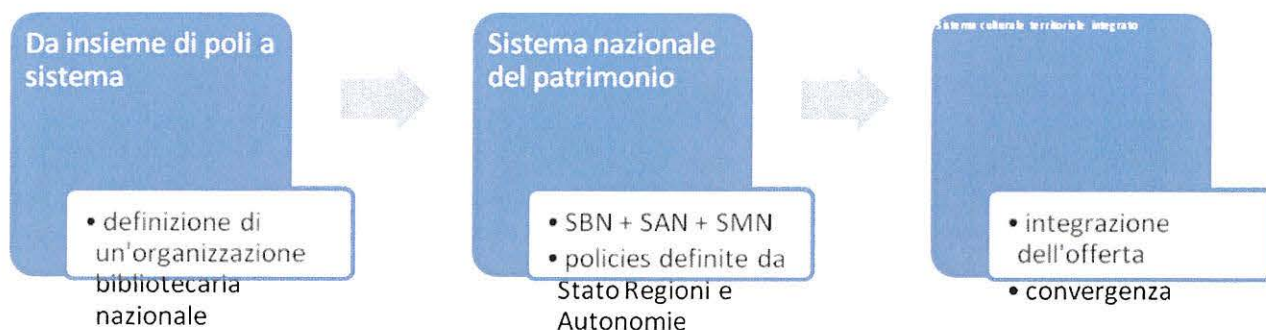 Da insieme di poli a
sistema
• definizione di
un'organizzazione
bibliotecaria
nazionale
Sistema nazionale
del patrimonio
• SBN + SAN + SMN
• policies definite da
Stato Regioni e
Autonomie
Sistema culturale territoriale integrato
• integrazione
dell'offerta
• convergenza